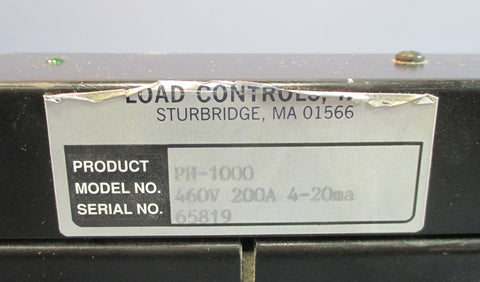 LOAD CONTROLS,
STURBRIDGE, MA 01566
PRODUCT PH-1000
MODEL NO. 460V 200A 4-20ma
SERIAL NO. 65819